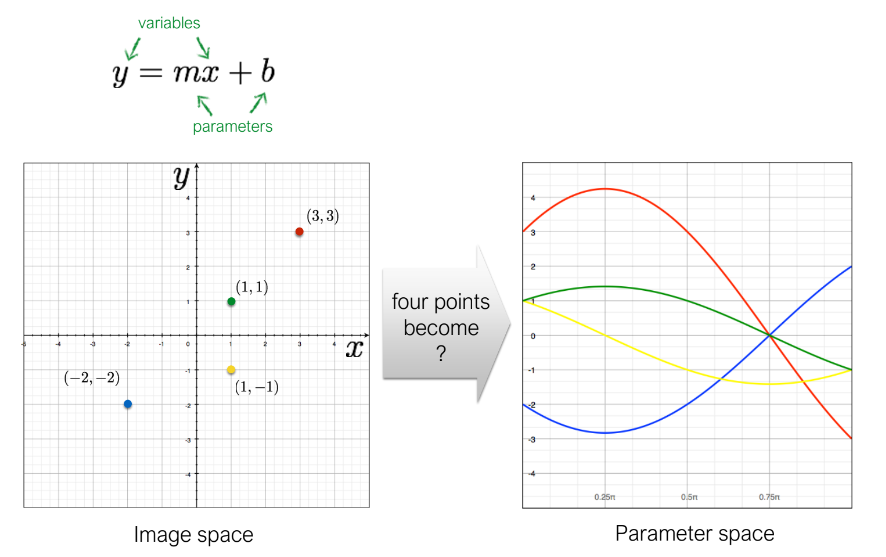 variables
y = mx + b
parameters
y
4
(3, 3)
3
2
(1, 1)
1
-5 -4 -3 -2 -1 0 1 2 3 4 x
-1
(-2, -2)
(1, -1)
-2
-3
-4
Image space
four points
become
?
4
3
2
1
0
-1
-2
-3
-4
0.25π 0.5π 0.75π
Parameter space